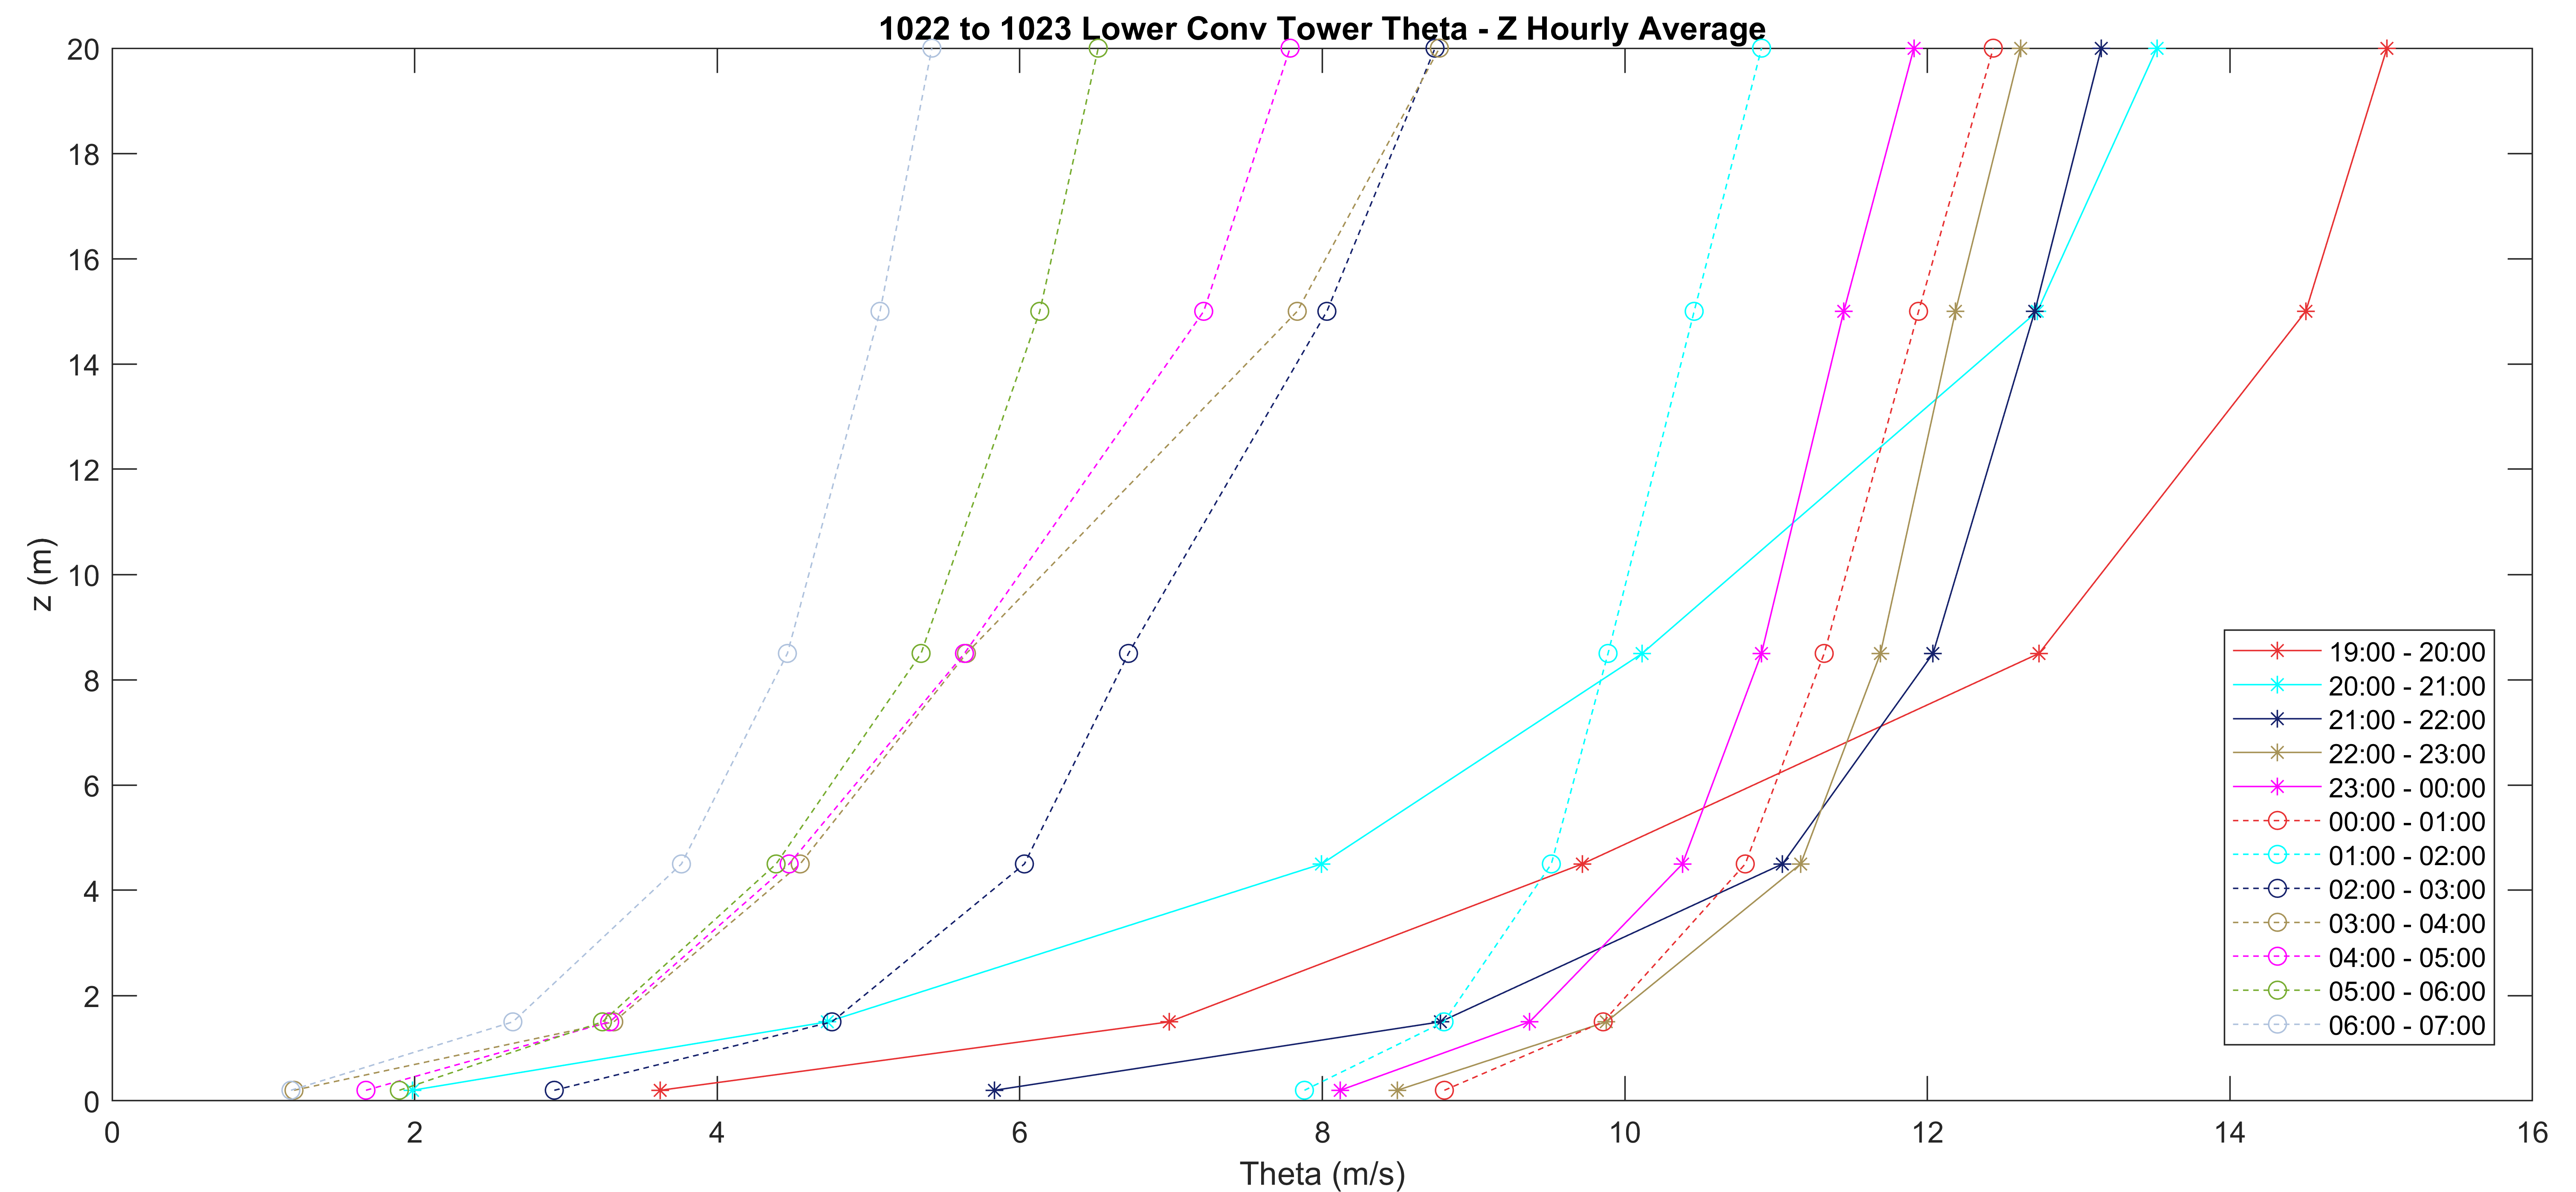 1022 to 1023 Lower Conv Tower Theta - Z Hourly Average
20
18
16
14
12
10
8
6
4
2
0
z (m)
0 2 4 6 8 10 12 14 16
Theta (m/s)
19:00 - 20:00
20:00 - 21:00
21:00 - 22:00
22:00 - 23:00
23:00 - 00:00
00:00 - 01:00
01:00 - 02:00
02:00 - 03:00
03:00 - 04:00
04:00 - 05:00
05:00 - 06:00
06:00 - 07:00